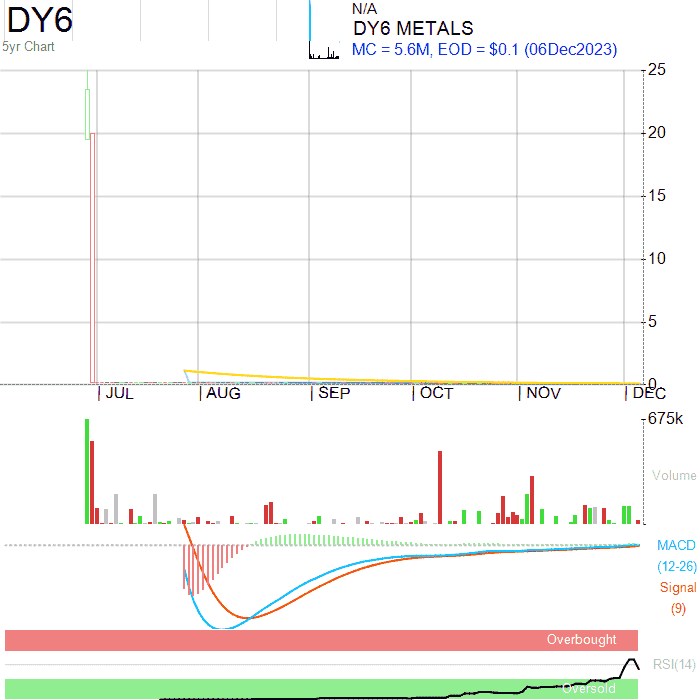 DY6
5yr Chart
N/A
DY6 METALS
MC = 5.6M, EOD = $0.1 (06Dec2023)
25
20
15
10
5
0
JUL
AUG
SEP
OCT
NOV
DEC
675k
Volume
MACD
(12-26)
Signal
(9)
Overbought
RSI(14)
Oversold